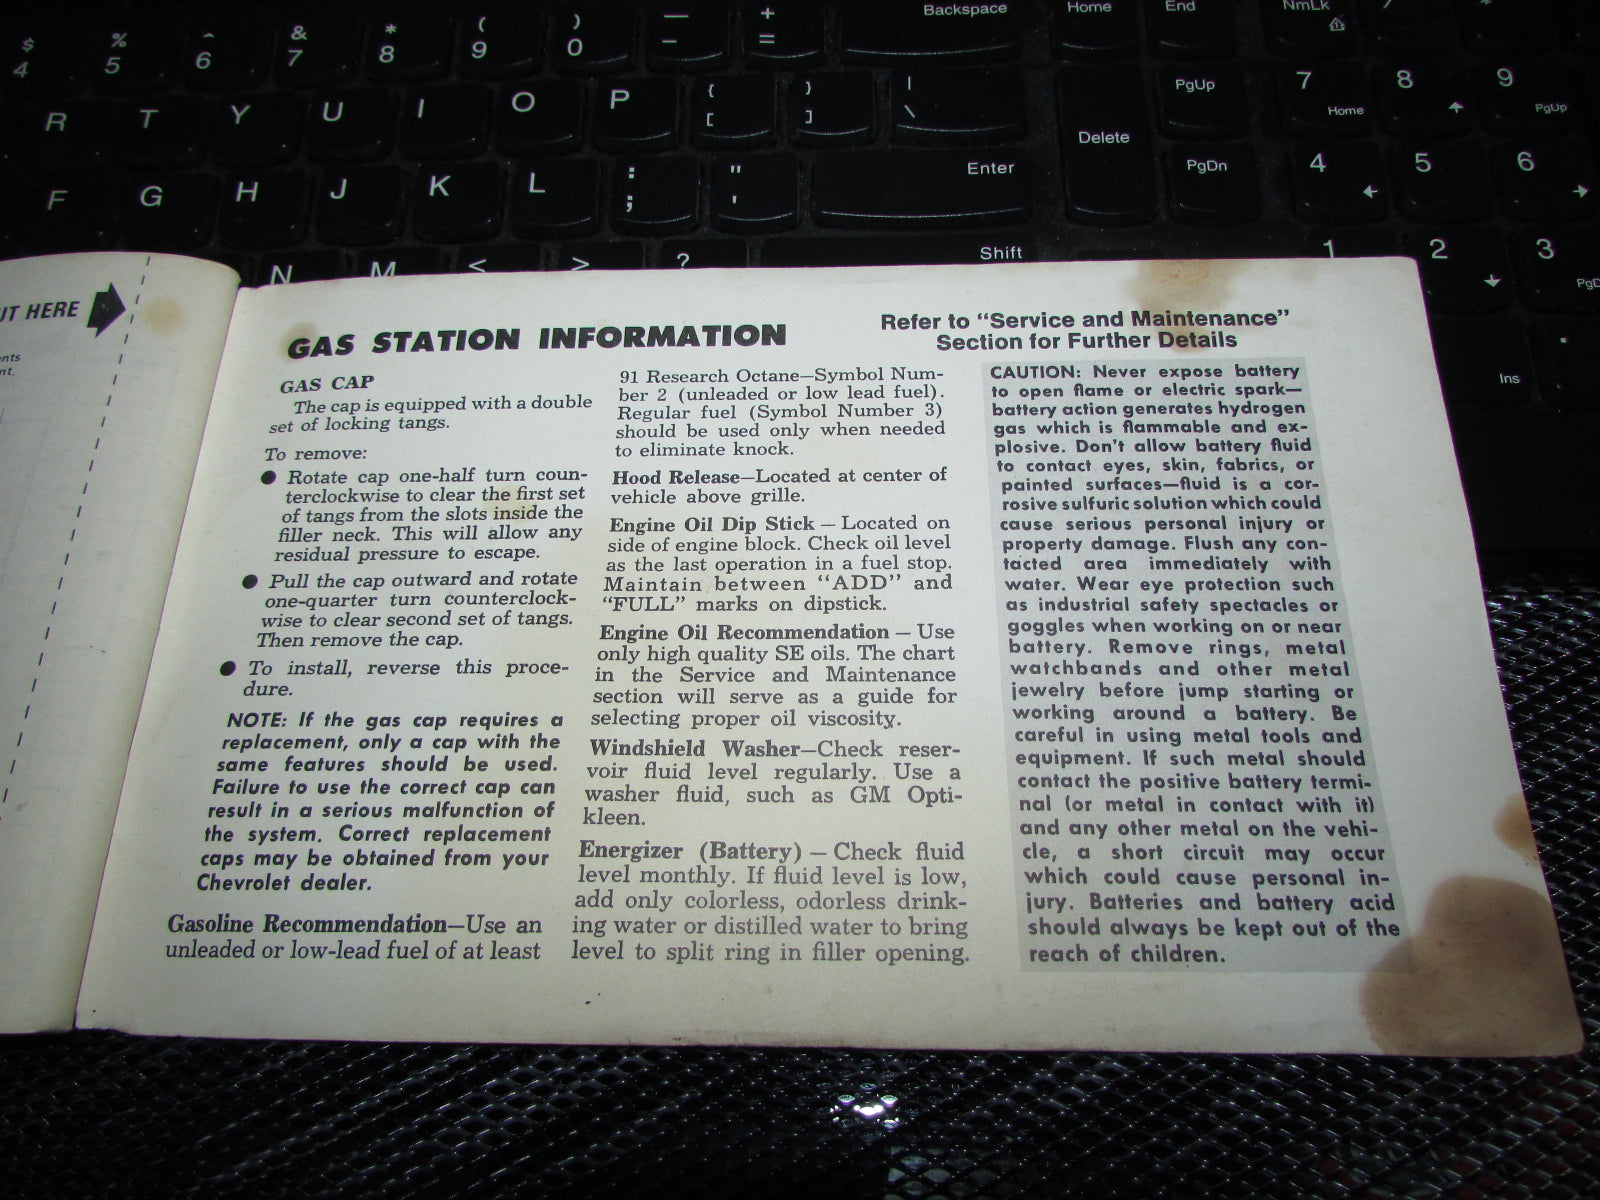 $ % ^ & * ( ) — +
4 5 6 7 8 9 0 - =
Backspace
Home
End
NmLk
R T Y U I O P { [ } ] | \
Delete
PgUp
7 Home
8
9 PgUp
F G H J K L : ; " '
Enter
PgDn
4
5
6
N M < > ?
Shift
1
2
3
Ins
UT HERE
nts
nt,
GAS STATION INFORMATION
Refer to “Service and Maintenance”
Section for Further Details
GAS CAP
The cap is equipped with a double
set of locking tangs.
To remove:
● Rotate cap one-half turn coun-
terclockwise to clear the first set
of tangs from the slots inside the
filler neck. This will allow any
residual pressure to escape.
● Pull the cap outward and rotate
one-quarter turn counterclock-
wise to clear second set of tangs.
Then remove the cap.
● To install, reverse this proce-
dure.
NOTE: If the gas cap requires a
replacement, only a cap with the
same features should be used.
Failure to use the correct cap can
result in a serious malfunction of
the system. Correct replacement
caps may be obtained from your
Chevrolet dealer.
Gasoline Recommendation—Use an
unleaded or low-lead fuel of at least
91 Research Octane—Symbol Num-
ber 2 (unleaded or low lead fuel).
Regular fuel (Symbol Number 3)
should be used only when needed
to eliminate knock.
Hood Release—Located at center of
vehicle above grille.
Engine Oil Dip Stick — Located on
side of engine block. Check oil level
as the last operation in a fuel stop.
Maintain between “ADD” and
“FULL” marks on dipstick.
Engine Oil Recommendation — Use
only high quality SE oils. The chart
in the Service and Maintenance
section will serve as a guide for
selecting proper oil viscosity.
Windshield Washer—Check reser-
voir fluid level regularly. Use a
washer fluid, such as GM Opti-
kleen.
Energizer (Battery) — Check fluid
level monthly. If fluid level is low,
add only colorless, odorless drink-
ing water or distilled water to bring
level to split ring in filler opening.
CAUTION: Never expose battery
to open flame or electric spark—
battery action generates hydrogen
gas which is flammable and ex-
plosive. Don't allow battery fluid
to contact eyes, skin, fabrics, or
painted surfaces—fluid is a cor-
rosive sulfuric solution which could
cause serious personal injury or
property damage. Flush any con-
tacted area immediately with
water. Wear eye protection such
as industrial safety spectacles or
goggles when working on or near
battery. Remove rings, metal
watchbands and other metal
jewelry before jump starting or
working around a battery. Be
careful in using metal tools and
equipment. If such metal should
contact the positive battery termi-
nal (or metal in contact with it)
and any other metal on the vehi-
cle, a short circuit may occur
which could cause personal in-
jury. Batteries and battery acid
should always be kept out of the
reach of children.